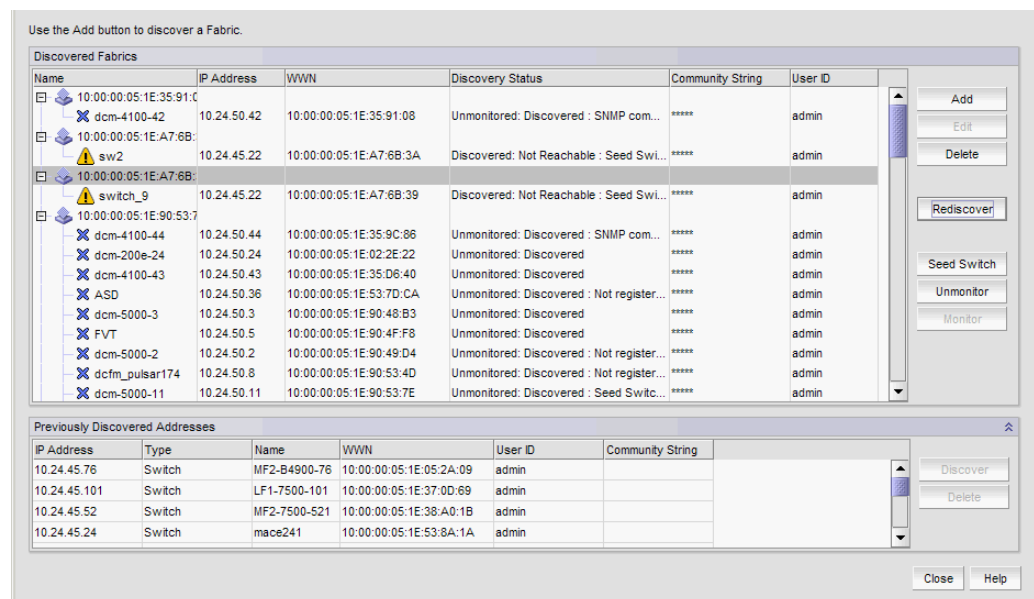 Use the Add button to discover a Fabric.
Discovered Fabrics
Name IP Address WWN Discovery Status Community String User ID
10:00:00:05:1E:35:91:0
dcm-4100-42 10.24.50.42 10:00:00:05:1E:35:91:08 Unmonitored: Discovered : SNMP com... ***** admin
Add
10:00:00:05:1E:A7:6B:
Edit
sw2 10.24.45.22 10:00:00:05:1E:A7:6B:3A Discovered: Not Reachable : Seed Swi... ***** admin
Delete
10:00:00:05:1E:A7:6B:
switch_9 10.24.45.22 10:00:00:05:1E:A7:6B:39 Discovered: Not Reachable : Seed Swi... ***** admin
Rediscover
10:00:00:05:1E:90:53:7
dcm-4100-44 10.24.50.44 10:00:00:05:1E:35:9C:86 Unmonitored: Discovered : SNMP com... ***** admin
dcm-200e-24 10.24.50.24 10:00:00:05:1E:02:2E:22 Unmonitored: Discovered ***** admin
Seed Switch
dcm-4100-43 10.24.50.43 10:00:00:05:1E:35:D6:40 Unmonitored: Discovered ***** admin
ASD 10.24.50.36 10:00:00:05:1E:53:7D:CA Unmonitored: Discovered : Not register... ***** admin
Unmonitor
dcm-5000-3 10.24.50.3 10:00:00:05:1E:90:48:B3 Unmonitored: Discovered ***** admin
Monitor
FVT 10.24.50.5 10:00:00:05:1E:90:4F:F8 Unmonitored: Discovered ***** admin
dcm-5000-2 10.24.50.2 10:00:00:05:1E:90:49:D4 Unmonitored: Discovered : Not register... ***** admin
dcfm_pulsar174 10.24.50.8 10:00:00:05:1E:90:53:4D Unmonitored: Discovered : Not register... ***** admin
dcm-5000-11 10.24.50.11 10:00:00:05:1E:90:53:7E Unmonitored: Discovered : Seed Switc... ***** admin
Previously Discovered Addresses
IP Address Type Name WWN User ID Community String
10.24.45.76 Switch MF2-B4900-76 10:00:00:05:1E:05:2A:09 admin
Discover
10.24.45.101 Switch LF1-7500-101 10:00:00:05:1E:37:0D:69 admin
Delete
10.24.45.52 Switch MF2-7500-521 10:00:00:05:1E:38:A0:1B admin
10.24.45.24 Switch mace241 10:00:00:05:1E:53:8A:1A admin
Close Help